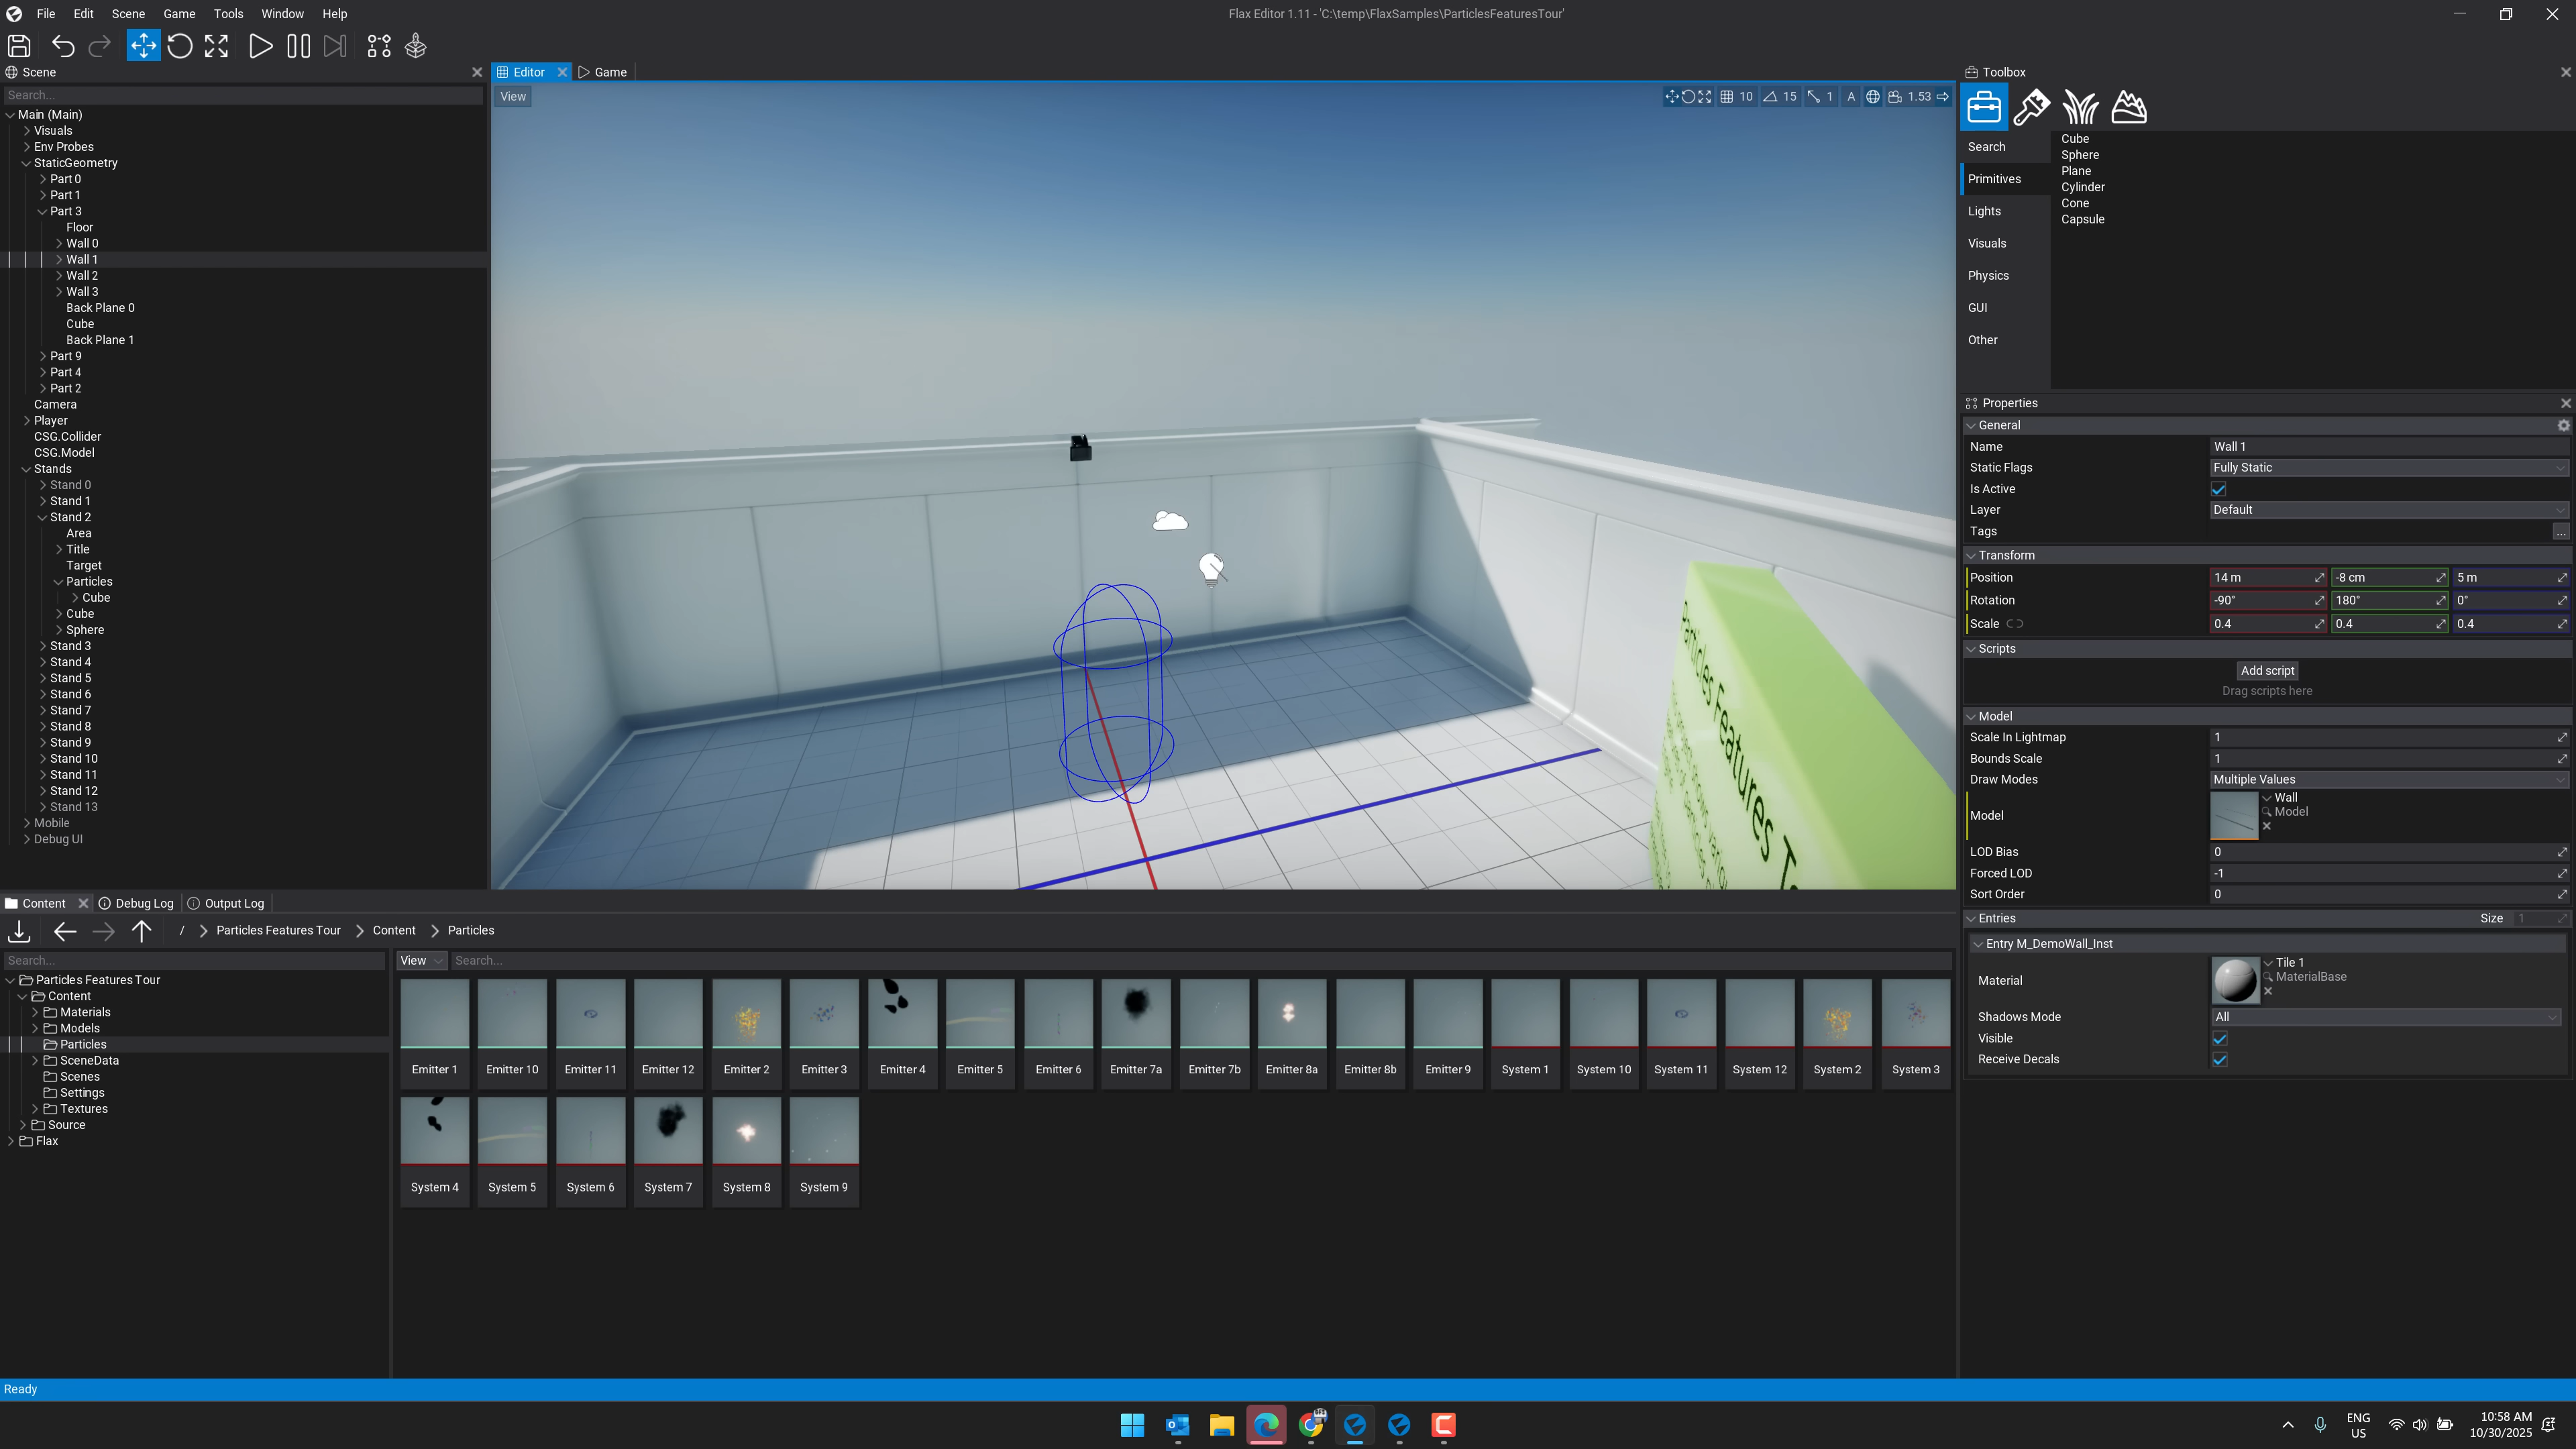 File Edit Scene Game Tools Window Help
Flax Editor 1.11 - 'C:\temp\FlaxSamples\ParticlesFeaturesTour'
Scene
Search...
Main (Main)
Visuals
Env Probes
StaticGeometry
Part 0
Part 1
Part 3
Floor
Wall 0
Wall 1
Wall 2
Wall 3
Back Plane 0
Cube
Back Plane 1
Part 9
Part 4
Part 2
Camera
Player
CSG.Collider
CSG.Model
Stands
Stand 0
Stand 1
Stand 2
Area
Title
Target
Particles
Cube
Cube
Sphere
Stand 3
Stand 4
Stand 5
Stand 6
Stand 7
Stand 8
Stand 9
Stand 10
Stand 11
Stand 12
Stand 13
Mobile
Debug UI
Editor Game
View
10 15 1 A 1.53
Particles Features
Toolbox
Search
Primitives
Lights
Visuals
Physics
GUI
Other
Cube
Sphere
Plane
Cylinder
Cone
Capsule
Properties
General
Name Wall 1
Static Flags Fully Static
Is Active
Layer Default
Tags ...
Transform
Position 14 m -8 cm 5 m
Rotation -90° 180° 0°
Scale 0.4 0.4 0.4
Scripts
Add script
Drag scripts here
Model
Scale In Lightmap 1
Bounds Scale 1
Draw Modes Multiple Values
Model Wall
Model
LOD Bias 0
Forced LOD -1
Sort Order 0
Entries Size 1
Entry M_DemoWall_Inst
Material Tile 1
MaterialBase
Shadows Mode All
Visible
Receive Decals
Content Debug Log Output Log
/ Particles Features Tour Content Particles
Search...
Particles Features Tour
Content
Materials
Models
Particles
SceneData
Scenes
Settings
Textures
Source
Flax
View Search...
Emitter 1 Emitter 10 Emitter 11 Emitter 12 Emitter 2 Emitter 3 Emitter 4 Emitter 5 Emitter 6 Emitter 7a Emitter 7b Emitter 8a Emitter 8b Emitter 9 System 1 System 10 System 11 System 12 System 2 System 3
System 4 System 5 System 6 System 7 System 8 System 9
Ready
ENG
US
10:58 AM
10/30/2025